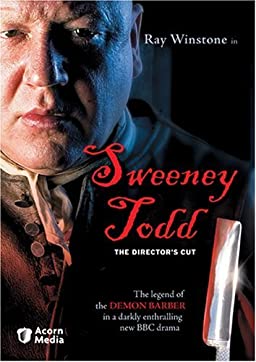 Ray Winstone in
Sweeney
Todd
THE DIRECTOR'S CUT
The legend of
the DEMON BARBER
in a darkly enthralling
new BBC drama
Acorn
Media